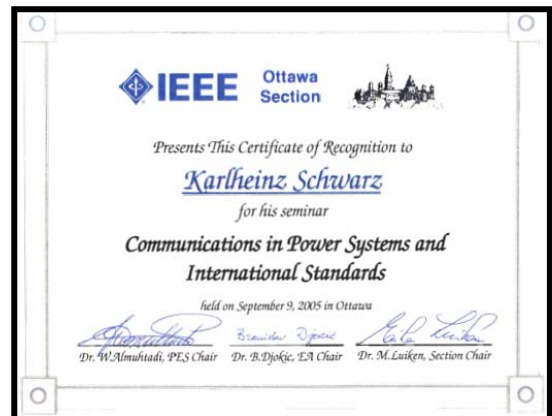 IEEE Ottawa
Section
Presents This Certificate of Recognition to
Karlheinz Schwarz
for his seminar
Communications in Power Systems and
International Standards
held on September 9, 2005 in Ottawa
Branislav Djokic
Dr. W.Almuhtadi, PES Chair Dr. B.Djokic, EA Chair Dr. M.Luiken, Section Chair